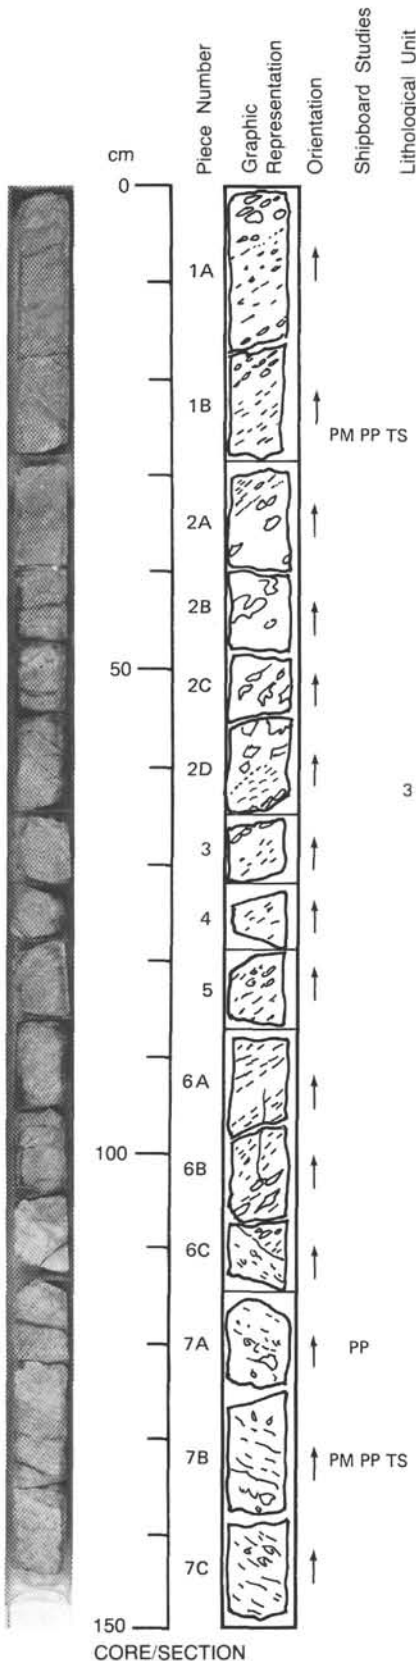 cm
Piece Number
Graphic
Representation
Orientation
Shipboard Studies
Lithological Unit
0
1A
1B
PM PP TS
2A
2B
50
2C
2D
3
3
4
5
6A
100
6B
6C
7A
PP
7B
PM PP TS
7C
150
CORE/SECTION